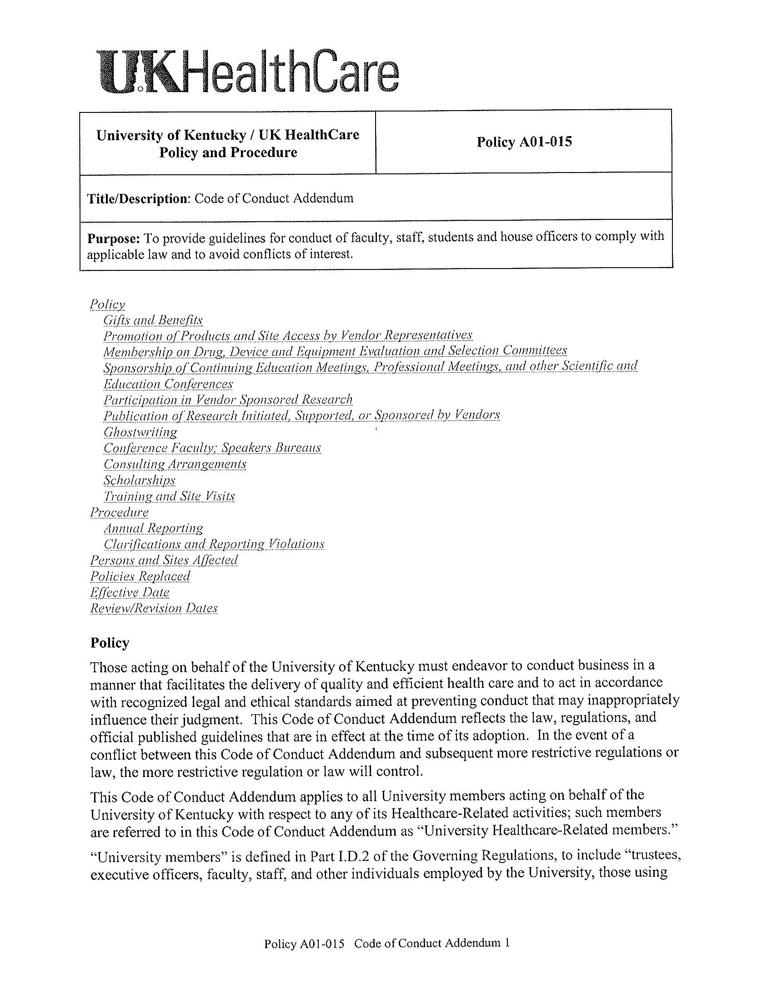 UKHealthCare
University of Kentucky / UK HealthCare
Policy and Procedure
Policy A01-015
Title/Description: Code of Conduct Addendum
Purpose: To provide guidelines for conduct of faculty, staff, students and house officers to comply with
applicable law and to avoid conflicts of interest.
Policy
Gifts and Benefits
Promotion of Products and Site Access by Vendor Representatives
Membership on Drug, Device and Equipment Evaluation and Selection Committees
Sponsorship of Continuing Education Meetings, Professional Meetings, and other Scientific and
Education Conferences
Participation in Vendor Sponsored Research
Publication of Research Initiated, Supported, or Sponsored by Vendors
Ghostwriting
Conference Faculty; Speakers Bureaus
Consulting Arrangements
Scholarships
Training and Site Visits
Procedure
Annual Reporting
Clarifications and Reporting Violations
Persons and Sites Affected
Policies Replaced
Effective Date
Review/Revision Dates
Policy
Those acting on behalf of the University of Kentucky must endeavor to conduct business in a
manner that facilitates the delivery of quality and efficient health care and to act in accordance
with recognized legal and ethical standards aimed at preventing conduct that may inappropriately
influence their judgment. This Code of Conduct Addendum reflects the law, regulations, and
official published guidelines that are in effect at the time of its adoption. In the event of a
conflict between this Code of Conduct Addendum and subsequent more restrictive regulations or
law, the more restrictive regulation or law will control.
This Code of Conduct Addendum applies to all University members acting on behalf of the
University of Kentucky with respect to any of its Healthcare-Related activities; such members
are referred to in this Code of Conduct Addendum as “University Healthcare-Related members.”
“University members” is defined in Part I.D.2 of the Governing Regulations, to include “trustees,
executive officers, faculty, staff, and other individuals employed by the University, those using
Policy A01-015 Code of Conduct Addendum 1